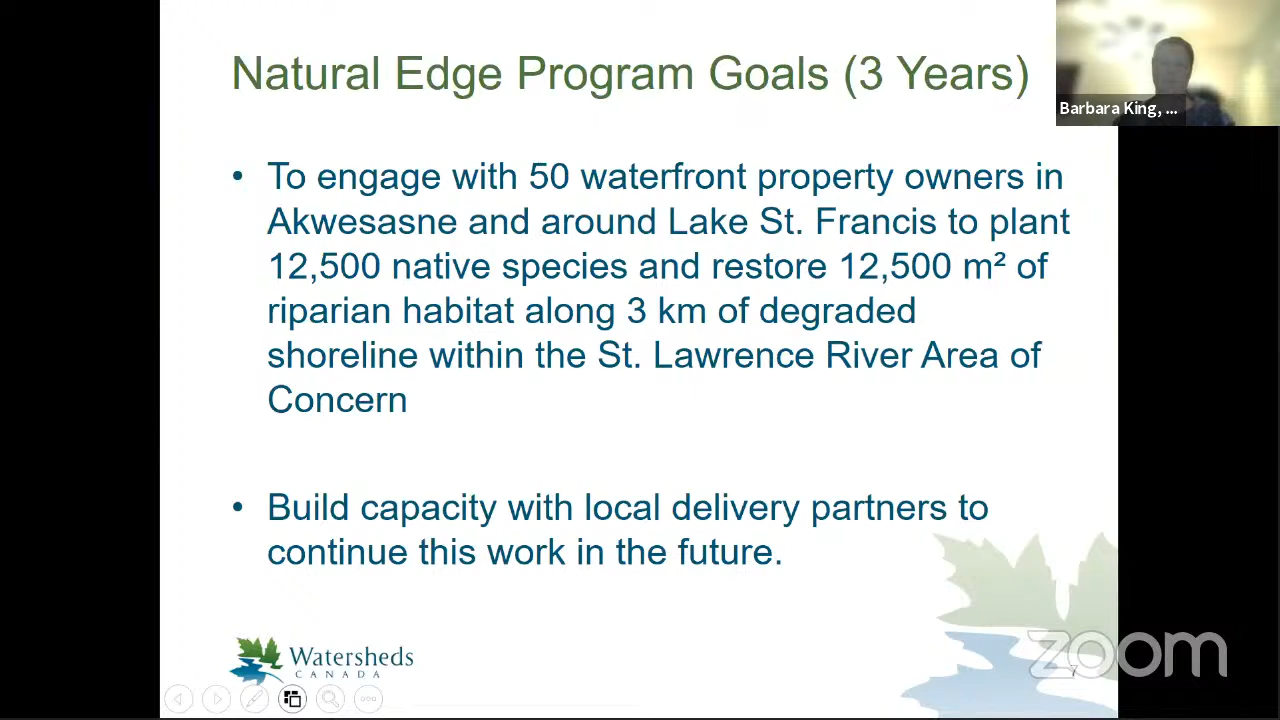 Natural Edge Program Goals (3 Years)
Barbara King, ...
• To engage with 50 waterfront property owners in
Akwesasne and around Lake St. Francis to plant
12,500 native species and restore 12,500 m² of
riparian habitat along 3 km of degraded
shoreline within the St. Lawrence River Area of
Concern
• Build capacity with local delivery partners to
continue this work in the future.
Watersheds
CANADA
7
zoom